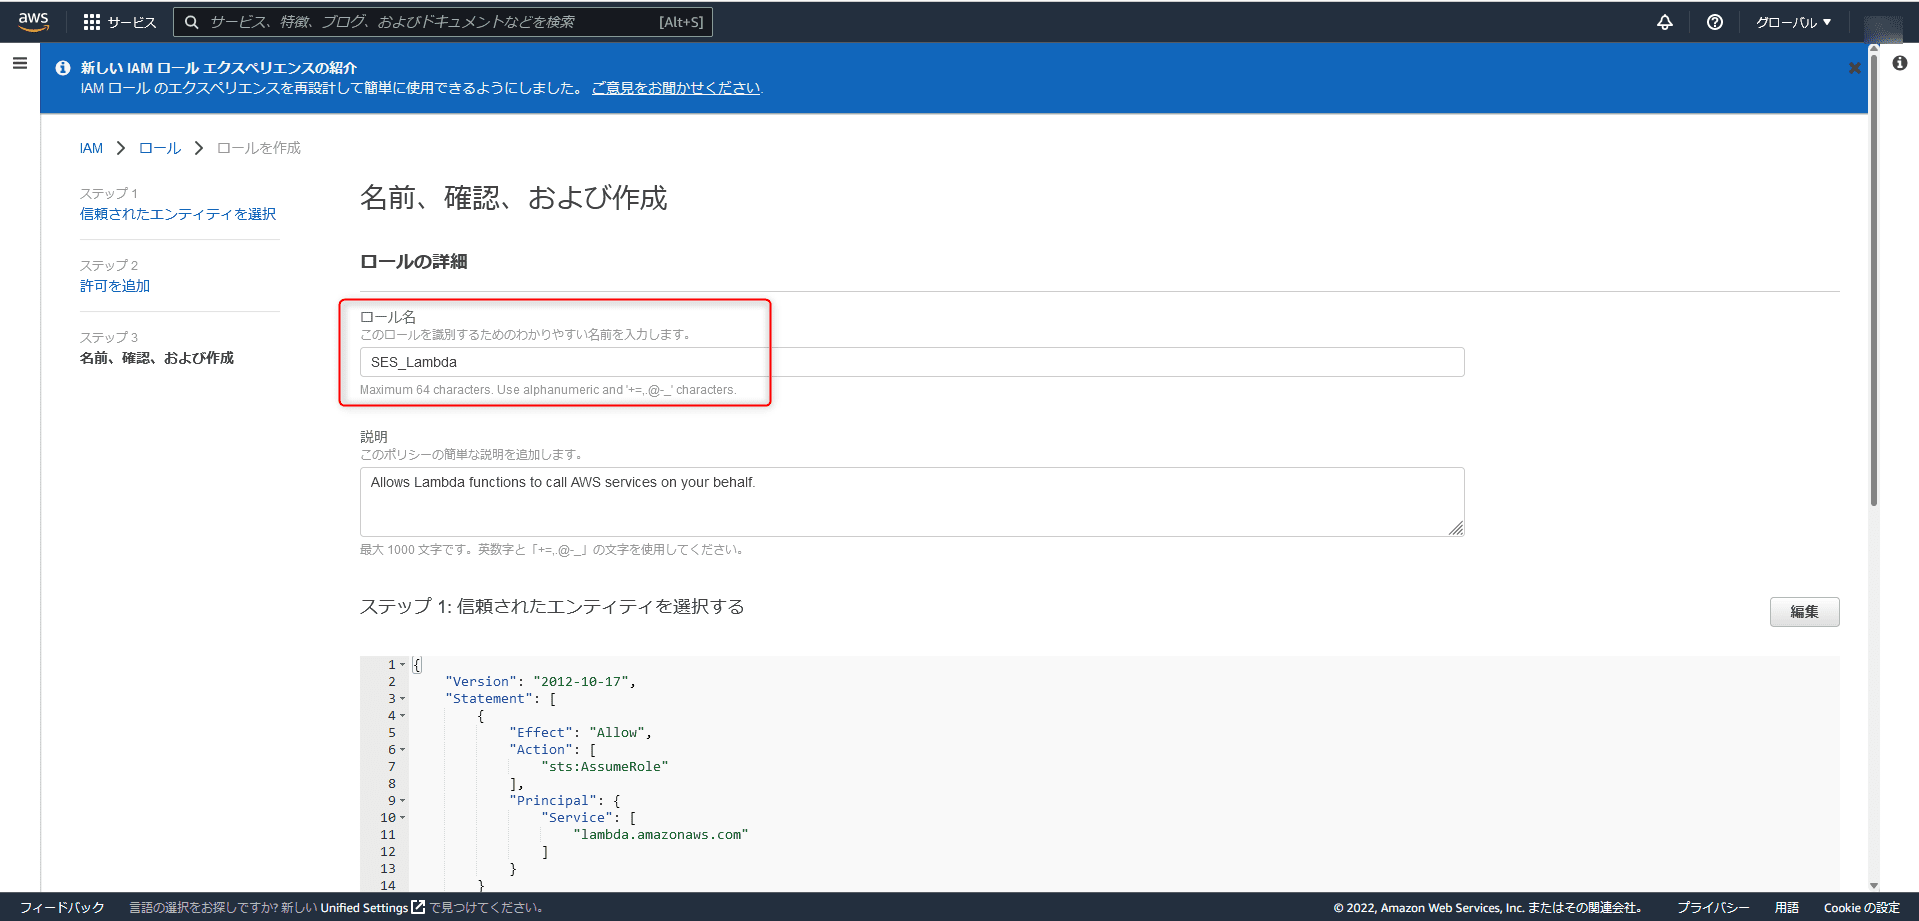 aws
サービス
サービス、特徴、ブログ、およびドキュメントなどを検索
[Alt+S]
グローバル
新しい IAM ロール エクスペリエンスの紹介
IAM ロール のエクスペリエンスを再設計して簡単に使用できるようにしました。 ご意見をお聞かせください.
IAM
ロール
ロールを作成
ステップ 1
信頼されたエンティティを選択
ステップ 2
許可を追加
ステップ 3
名前、確認、および作成
名前、確認、および作成
ロールの詳細
ロール名
このロールを識別するためのわかりやすい名前を入力します。
SES_Lambda
Maximum 64 characters. Use alphanumeric and '+=,.@-_' characters.
説明
このポリシーの簡単な説明を追加します。
Allows Lambda functions to call AWS services on your behalf.
最大 1000 文字です。英数字と「+=,.@-_」の文字を使用してください。
ステップ 1: 信頼されたエンティティを選択する
編集
1 {
2 "Version": "2012-10-17",
3 "Statement": [
4 {
5 "Effect": "Allow",
6 "Action": [
7 "sts:AssumeRole"
8 ],
9 "Principal": {
10 "Service": [
11 "lambda.amazonaws.com"
12 ]
13 }
14 }
フィードバック
言語の選択をお探しですか? 新しい Unified Settings で見つけてください。
© 2022, Amazon Web Services, Inc. またはその関連会社。
プライバシー
用語
Cookie の設定